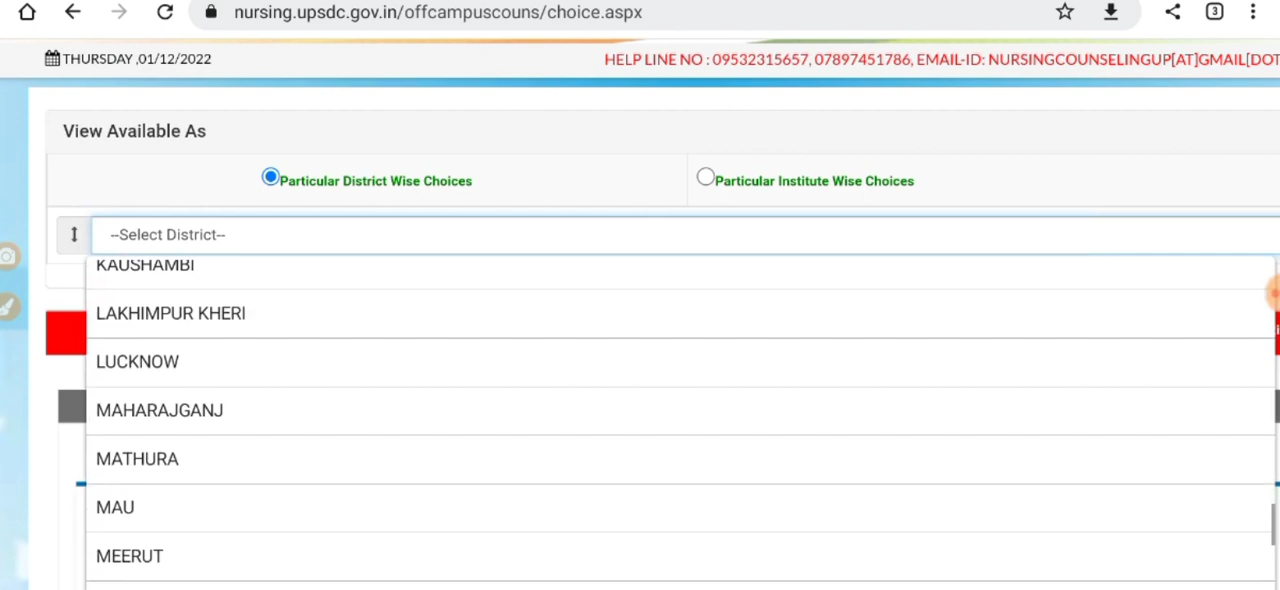 nursing.upsdc.gov.in/offcampuscouns/choice.aspx
3
THURSDAY ,01/12/2022
HELP LINE NO : 09532315657, 07897451786, EMAIL-ID: NURSINGCOUNSELINGUP[AT]GMAIL[DOT
View Available As
Particular District Wise Choices
Particular Institute Wise Choices
--Select District--
KAUSHAMBI
LAKHIMPUR KHERI
LUCKNOW
MAHARAJGANJ
MATHURA
MAU
MEERUT